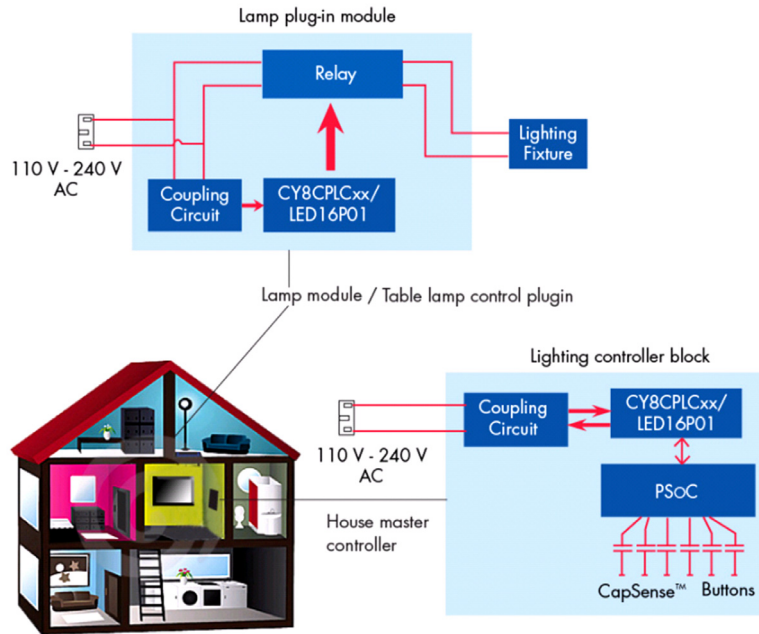 Lamp plug-in module
Relay
110 V - 240 V
AC
Lighting
Fixture
Coupling
Circuit
CY8CPLCxx/
LED16P01
Lamp module / Table lamp control plugin
Lighting controller block
110 V - 240 V
AC
Coupling
Circuit
CY8CPLCxx/
LED16P01
PSoC
House master
controller
CapSense™ Buttons